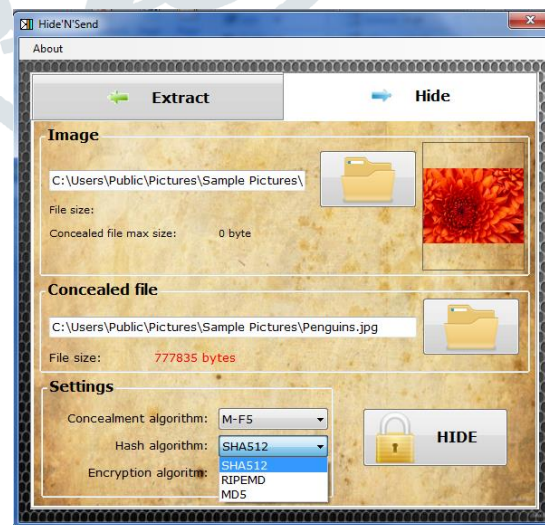 Hide'N'Send
About
Extract
Hide
Image
C:\Users\Public\Pictures\Sample Pictures\
File size:
Concealed file max size: 0 byte
Concealed file
C:\Users\Public\Pictures\Sample Pictures\Penguins.jpg
File size: 777835 bytes
Settings
Concealment algorithm: M-F5
Hash algorithm: SHA512
SHA512
Encryption algoritm: RIPEMD
MD5
HIDE